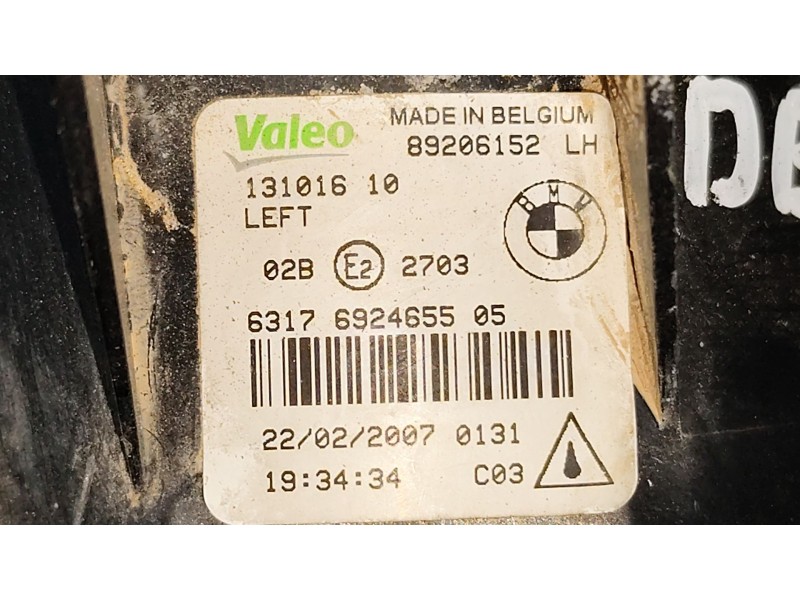 Valeo MADE IN BELGIUM
89206152 LH
131016 10
LEFT
BMW
02B E2 2703
6317 6924655 05
22/02/2007 0131
19:34:34 C03